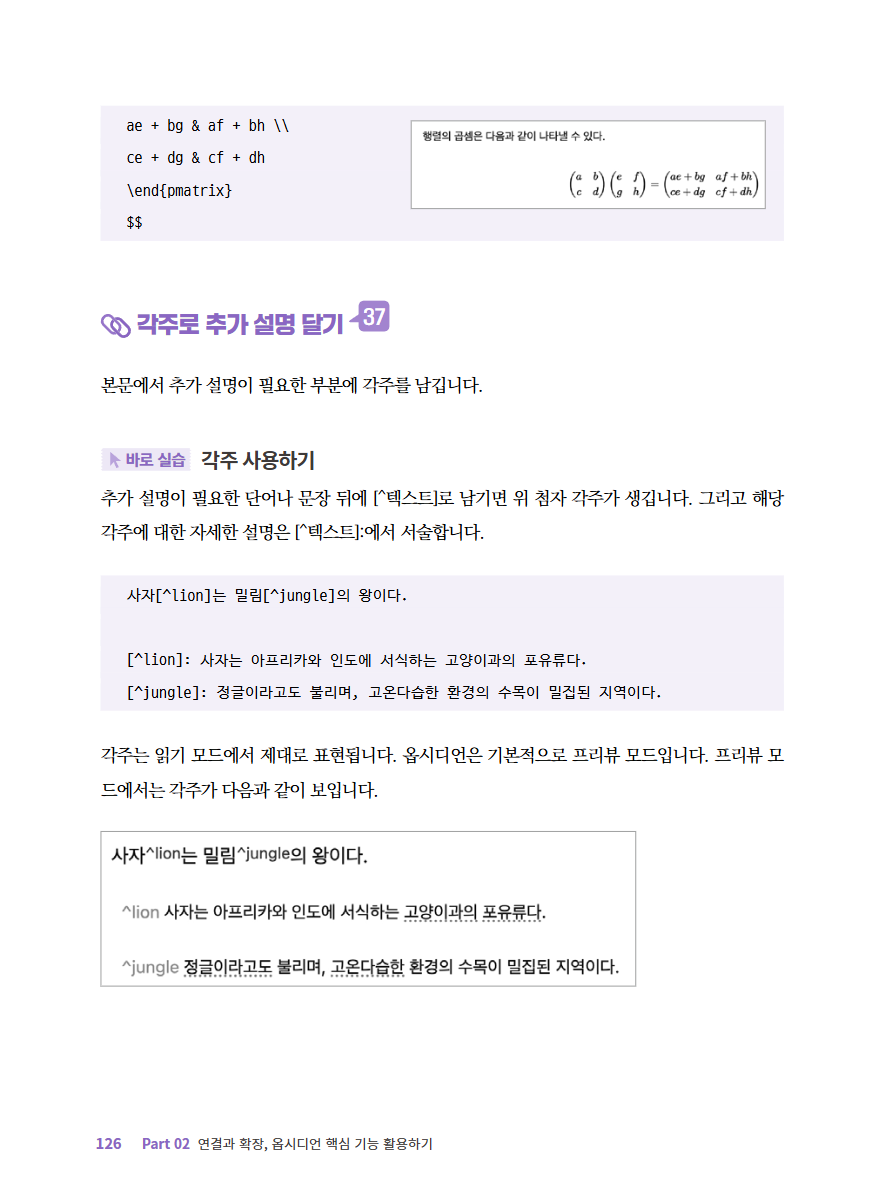 ae + bg & af + bh \\
ce + dg & cf + dh
\end{pmatrix}
$$
행렬의 곱셈은 다음과 같이 나타낼 수 있다.
(a b) (e f) = (ae + bg af + bh)
(c d) (g h) (ce + dg cf + dh)
각주로 추가 설명 달기 37
본문에서 추가 설명이 필요한 부분에 각주를 남깁니다.
바로 실습 각주 사용하기
추가 설명이 필요한 단어나 문장 뒤에 [^텍스트]로 남기면 위 첨자 각주가 생깁니다. 그리고 해당
각주에 대한 자세한 설명은 [^텍스트]:에서 서술합니다.
사자[^lion]는 밀림[^jungle]의 왕이다.
[^lion]: 사자는 아프리카와 인도에 서식하는 고양이과의 포유류다.
[^jungle]: 정글이라고도 불리며, 고온다습한 환경의 수목이 밀집된 지역이다.
각주는 읽기 모드에서 제대로 표현됩니다. 옵시디언은 기본적으로 프리뷰 모드입니다. 프리뷰 모
드에서는 각주가 다음과 같이 보입니다.
사자^lion는 밀림^jungle의 왕이다.
^lion 사자는 아프리카와 인도에 서식하는 고양이과의 포유류다.
^jungle 정글이라고도 불리며, 고온다습한 환경의 수목이 밀집된 지역이다.
126 Part 02 연결과 확장, 옵시디언 핵심 기능 활용하기